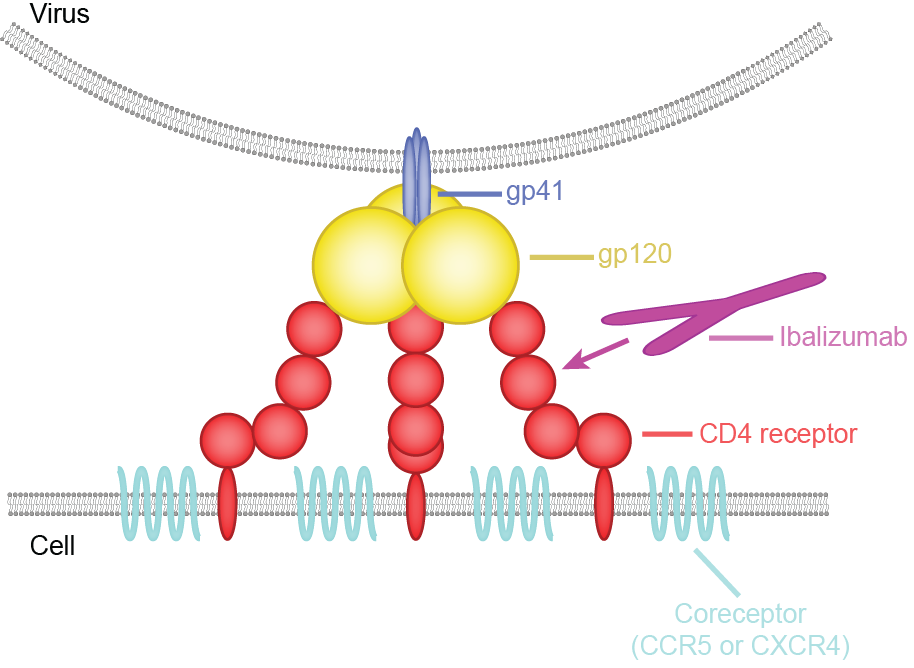 Virus
gp41
gp120
Ibalizumab
CD4 receptor
Cell
Coreceptor
(CCR5 or CXCR4)